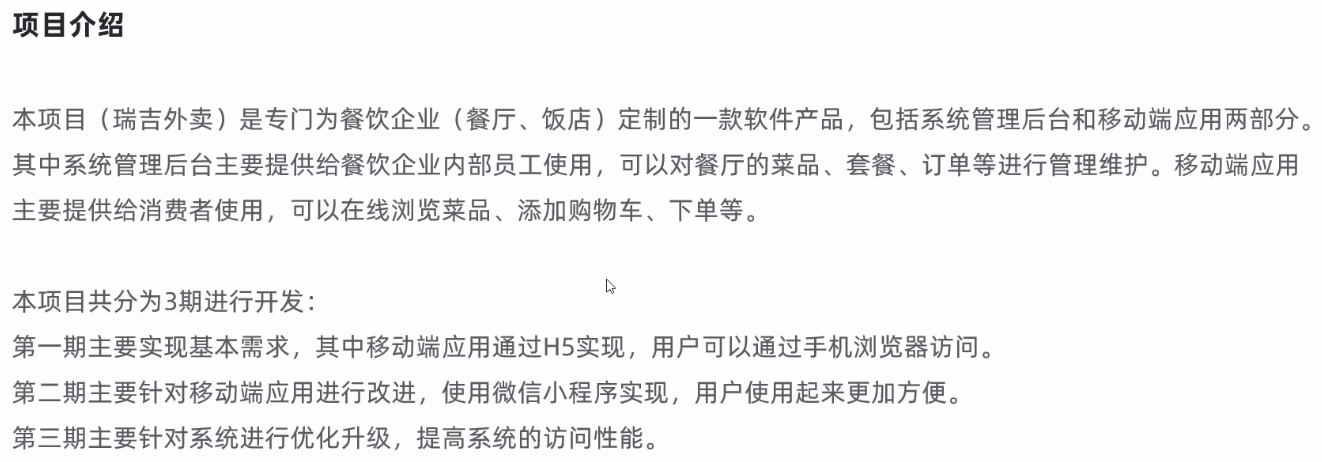 项目介绍
本项目（瑞吉外卖）是专门为餐饮企业（餐厅、饭店）定制的一款软件产品，包括系统管理后台和移动端应用两部分。
其中系统管理后台主要提供给餐饮企业内部员工使用，可以对餐厅的菜品、套餐、订单等进行管理维护。移动端应用
主要提供给消费者使用，可以在线浏览菜品、添加购物车、下单等。
本项目共分为3期进行开发：
第一期主要实现基本需求，其中移动端应用通过H5实现，用户可以通过手机浏览器访问。
第二期主要针对移动端应用进行改进，使用微信小程序实现，用户使用起来更加方便。
第三期主要针对系统进行优化升级，提高系统的访问性能。